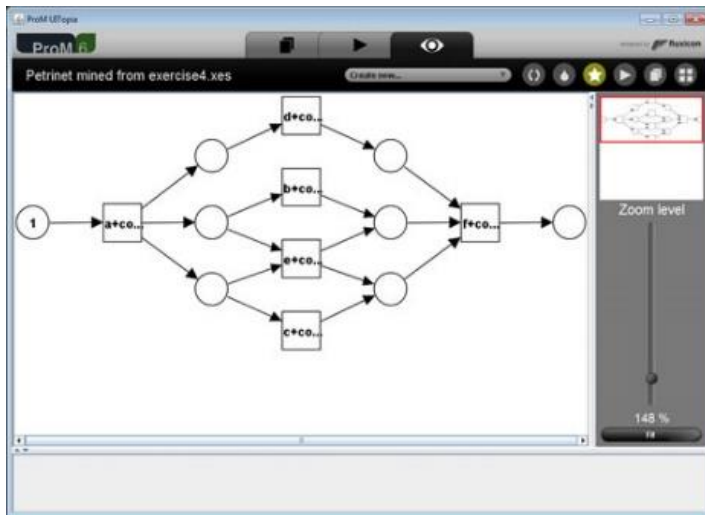 ProM UITopia
ProM 6
fluxicon
Petrinet mined from exercise4.xes
Create new...
d+co...
b+co...
1
a+co...
f+co...
e+co...
c+co...
Zoom level
148 %
Fit